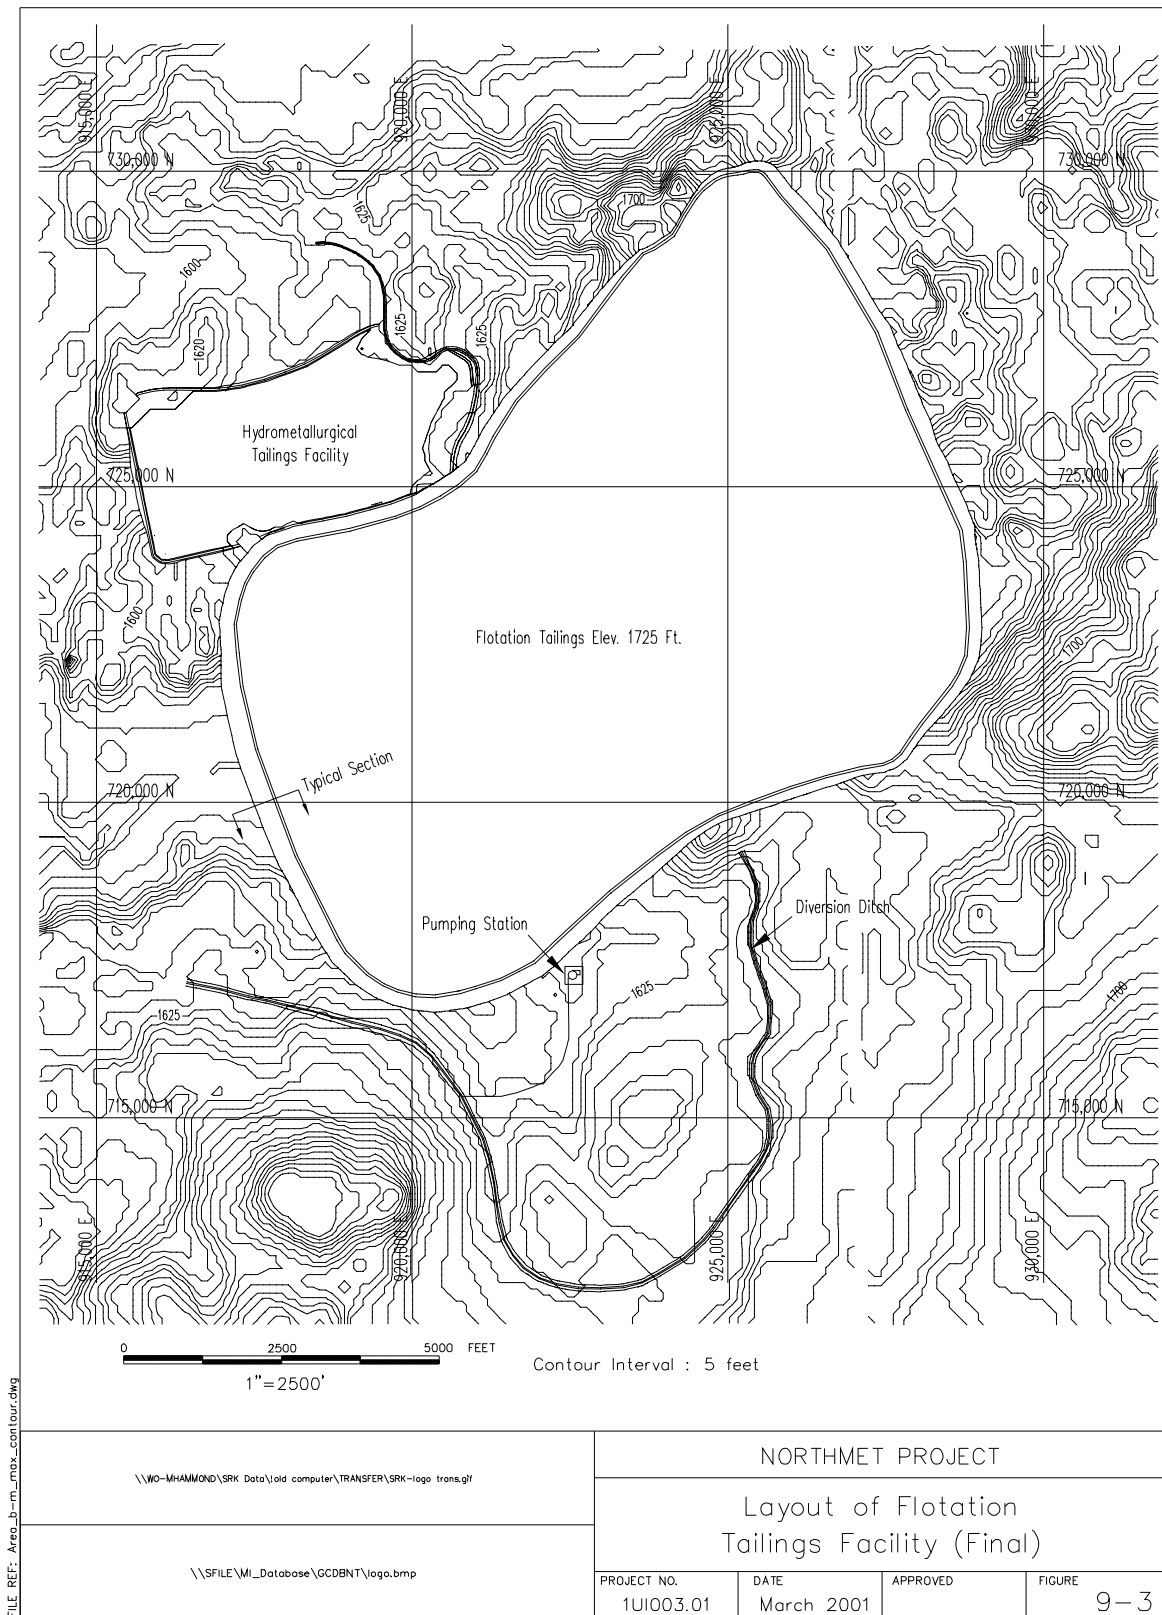 915,000 E
920,000 E
925,000 E
930,000 E
730,000 N
730,000 N
1625
1700
1600
1625
1625
1620
Hydrometallurgical
Tailings Facility
725,000 N
725,000 N
1600
Flotation Tailings Elev. 1725 Ft.
1700
Typical Section
720,000 N
720,000 N
Pumping Station
Diversion Ditch
1625
1625
1700
715,000 N
715,000 N
915,000 E
920,000 E
925,000 E
930,000 E
0 2500 5000 FEET
1"=2500'
Contour Interval : 5 feet
FILE REF: Area_b-m_max_contour.dwg
\\WO-MHAMMOND\SRK Data\!old computer\TRANSFER\SRK-logo trans.gif
\\SFILE\MI_Database\GCDBNT\logo.bmp
NORTHMET PROJECT
Layout of Flotation
Tailings Facility (Final)
PROJECT NO.
1UI003.01
DATE
March 2001
APPROVED
FIGURE
9-3